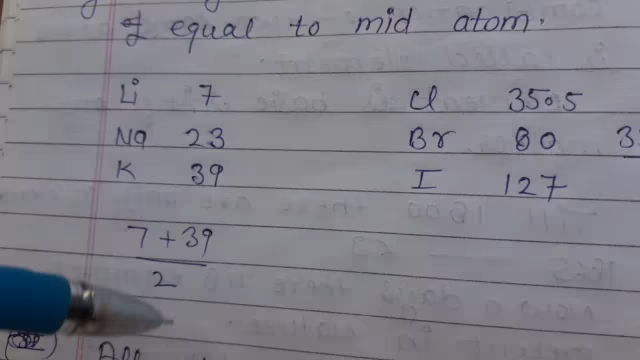 of equal to mid atom.
Li 7 Cl 35.5
Na 23 Br 80 3
K 39 I 127
7 + 39
2